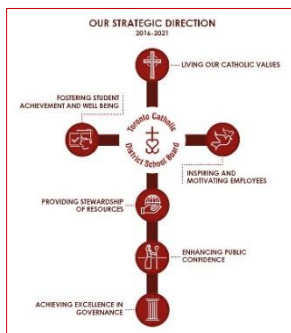 OUR STRATEGIC DIRECTION
2016-2021
LIVING OUR CATHOLIC VALUES
FOSTERING STUDENT
ACHIEVEMENT AND WELL BEING
Toronto Catholic
District School Board
INSPIRING AND
MOTIVATING EMPLOYEES
PROVIDING STEWARDSHIP
OF RESOURCES
ENHANCING PUBLIC
CONFIDENCE
ACHIEVING EXCELLENCE IN
GOVERNANCE